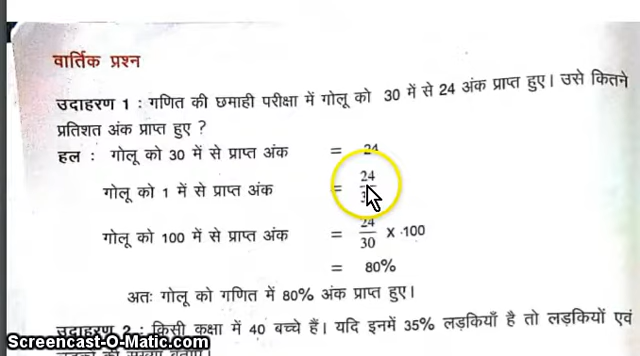 वार्तिक प्रश्न
उदाहरण 1 : गणित की छमाही परीक्षा में गोलू को 30 में से 24 अंक प्राप्त हुए। उसे कितने
प्रतिशत अंक प्राप्त हुए ?
हल : गोलू को 30 में से प्राप्त अंक = 24
गोलू को 1 में से प्राप्त अंक = 24
गोलू को 100 में से प्राप्त अंक = 24/30 x 100
= 80%
अतः गोलू को गणित में 80% अंक प्राप्त हुए।
उदाहरण 2 : किसी कक्षा में 40 बच्चे हैं। यदि इनमें 35% लड़कियाँ है तो लड़कियों एवं
Screencast-O-Matic.com